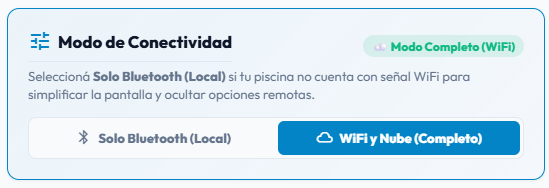 Modo de Conectividad
Modo Completo (WiFi)
Seleccioná Solo Bluetooth (Local) si tu piscina no cuenta con señal WiFi para
simplificar la pantalla y ocultar opciones remotas.
Solo Bluetooth (Local)
WiFi y Nube (Completo)